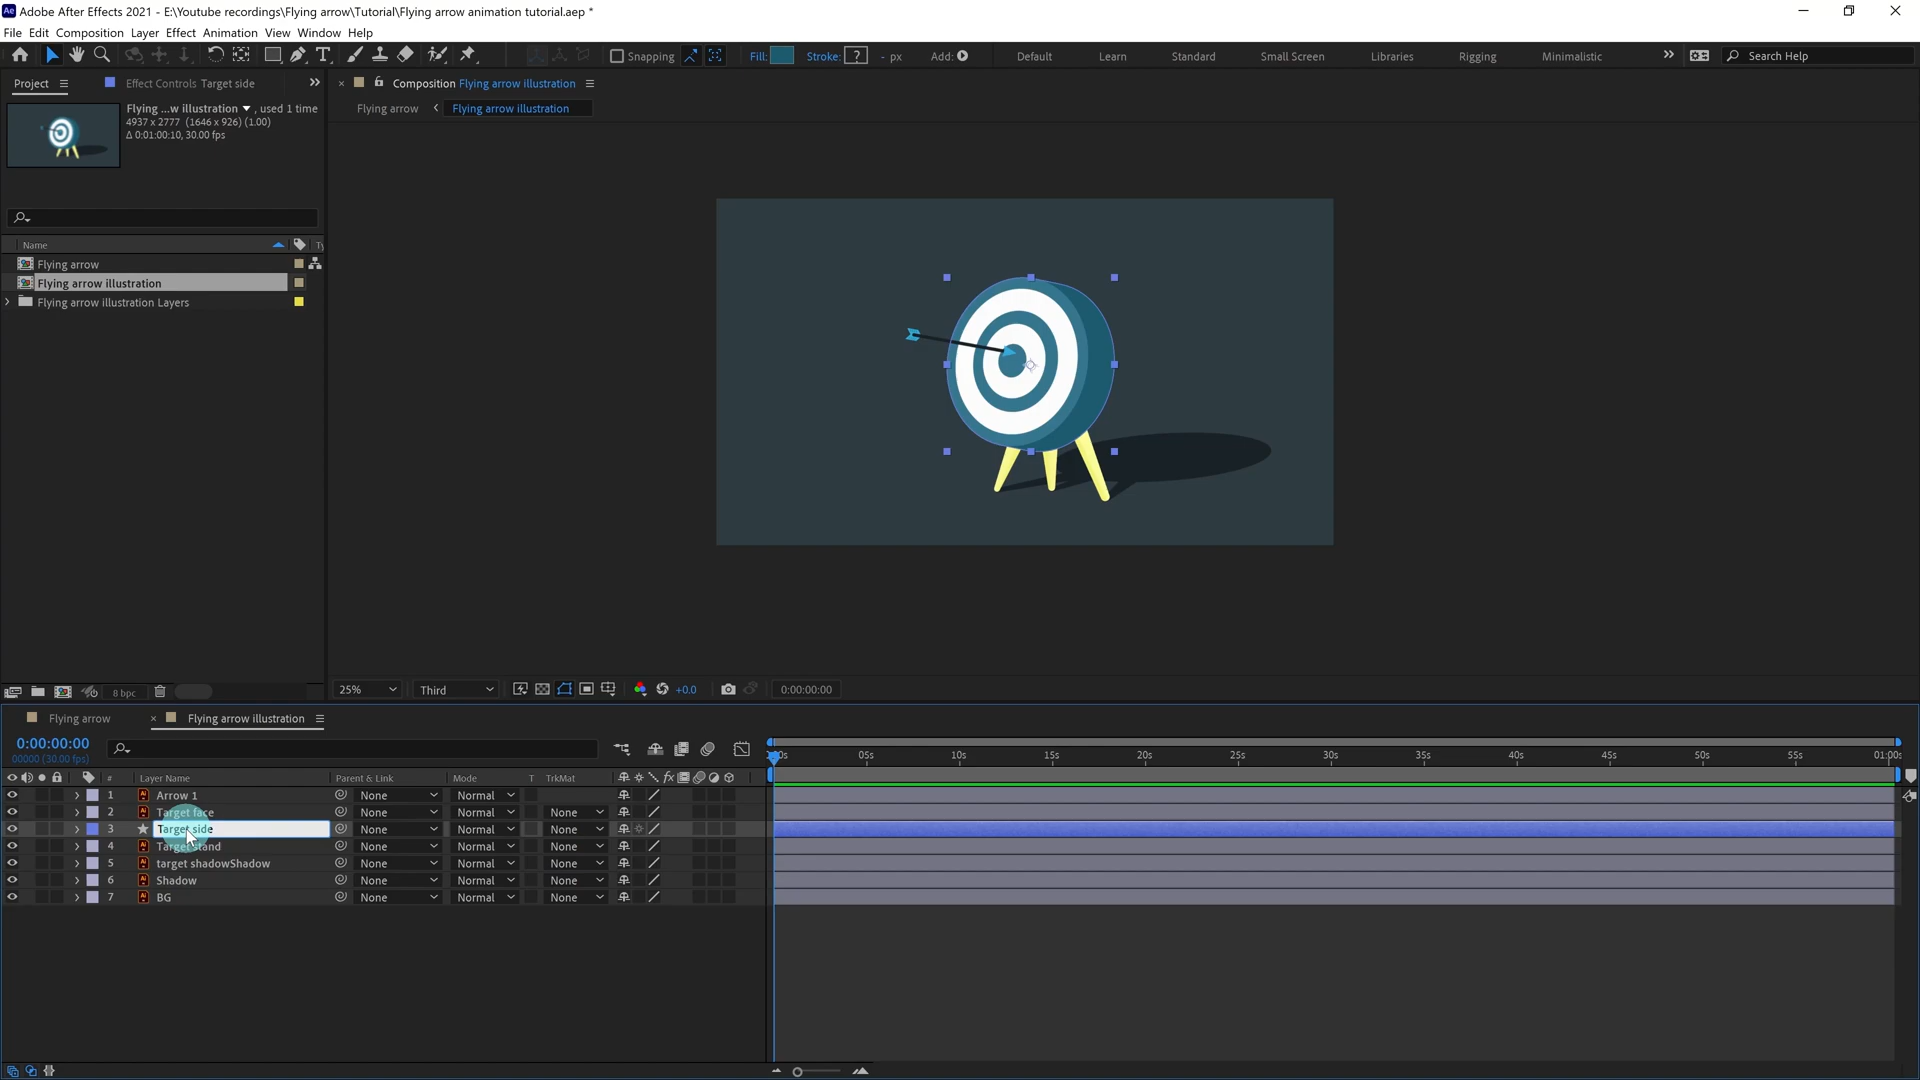 Adobe After Effects 2021 - E:\Youtube recordings\Flying arrow\Tutorial\Flying arrow animation tutorial.aep *
File Edit Composition Layer Effect Animation View Window Help
Snapping Fill: Stroke: ? - px Add: Default Learn Standard Small Screen Libraries Rigging Minimalistic Search Help
Project Effect Controls Target side
Composition Flying arrow illustration
Flying ...w illustration , used 1 time
4937 x 2777 (1646 x 926) (1.00)
Δ 0:01:00:10, 30.00 fps
Flying arrow Flying arrow illustration
Name Ty
Flying arrow
Flying arrow illustration
Flying arrow illustration Layers
8 bpc
25% Third +0.0 0:00:00:00
Flying arrow Flying arrow illustration
0:00:00:00
00000 (30.00 fps)
05s 10s 15s 20s 25s 30s 35s 40s 45s 50s 55s 01:00s
# Layer Name Parent & Link Mode T TrkMat
1 Arrow 1 None Normal
2 Target face None Normal None
3 Target side None Normal None
4 Target stand None Normal None
5 target shadowShadow None Normal None
6 Shadow None Normal None
7 BG None Normal None